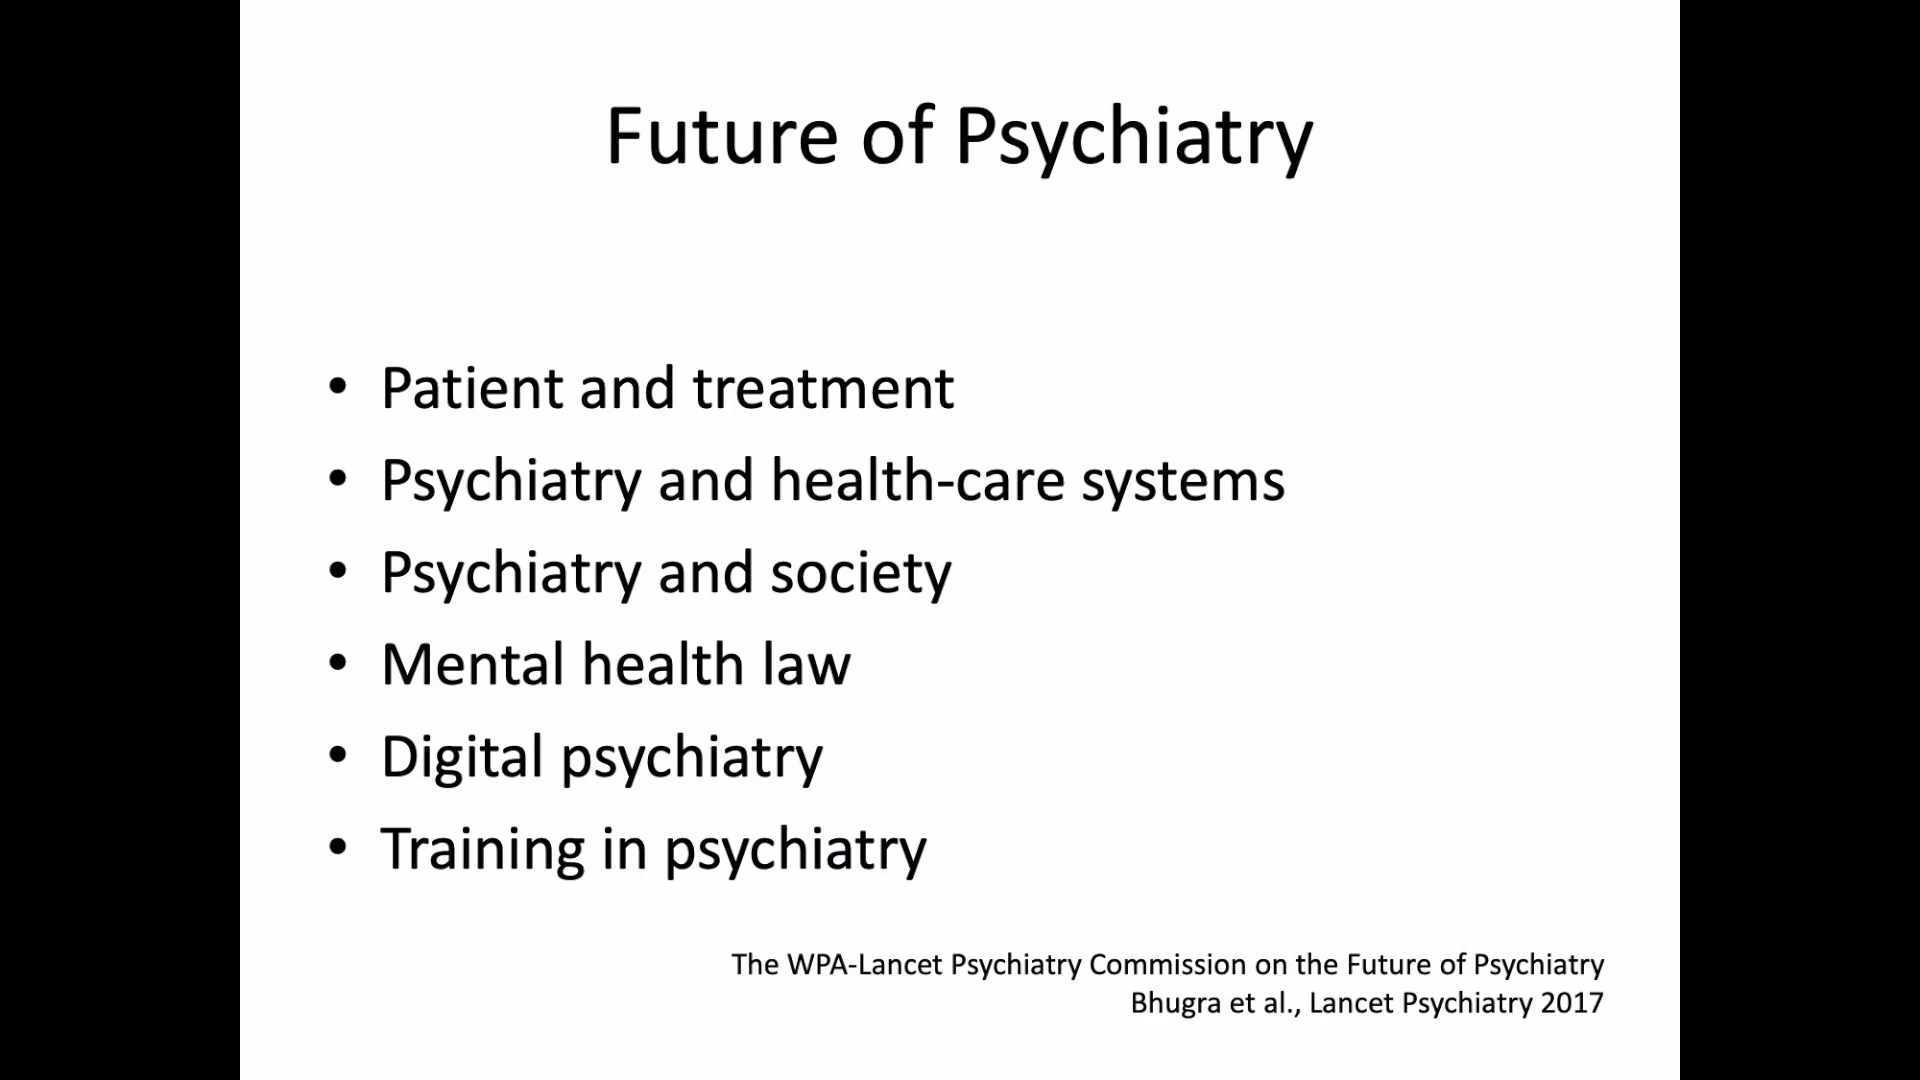 Future of Psychiatry
• Patient and treatment
• Psychiatry and health-care systems
• Psychiatry and society
• Mental health law
• Digital psychiatry
• Training in psychiatry
The WPA-Lancet Psychiatry Commission on the Future of Psychiatry
Bhugra et al., Lancet Psychiatry 2017